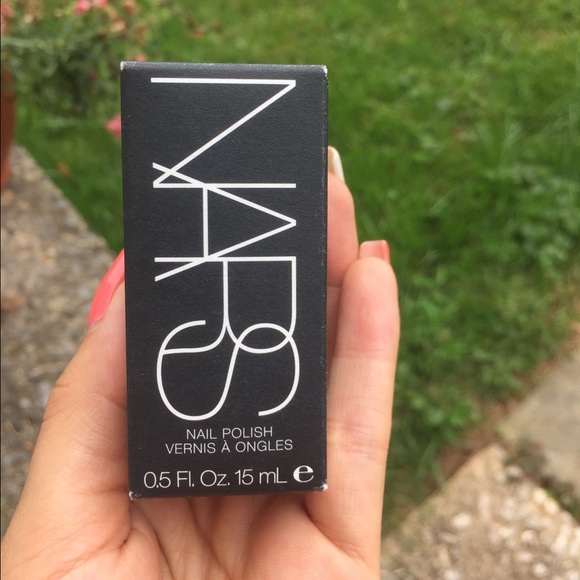 NARS
NAIL POLISH
VERNIS À ONGLES
0.5 Fl. Oz. 15 mL ℮